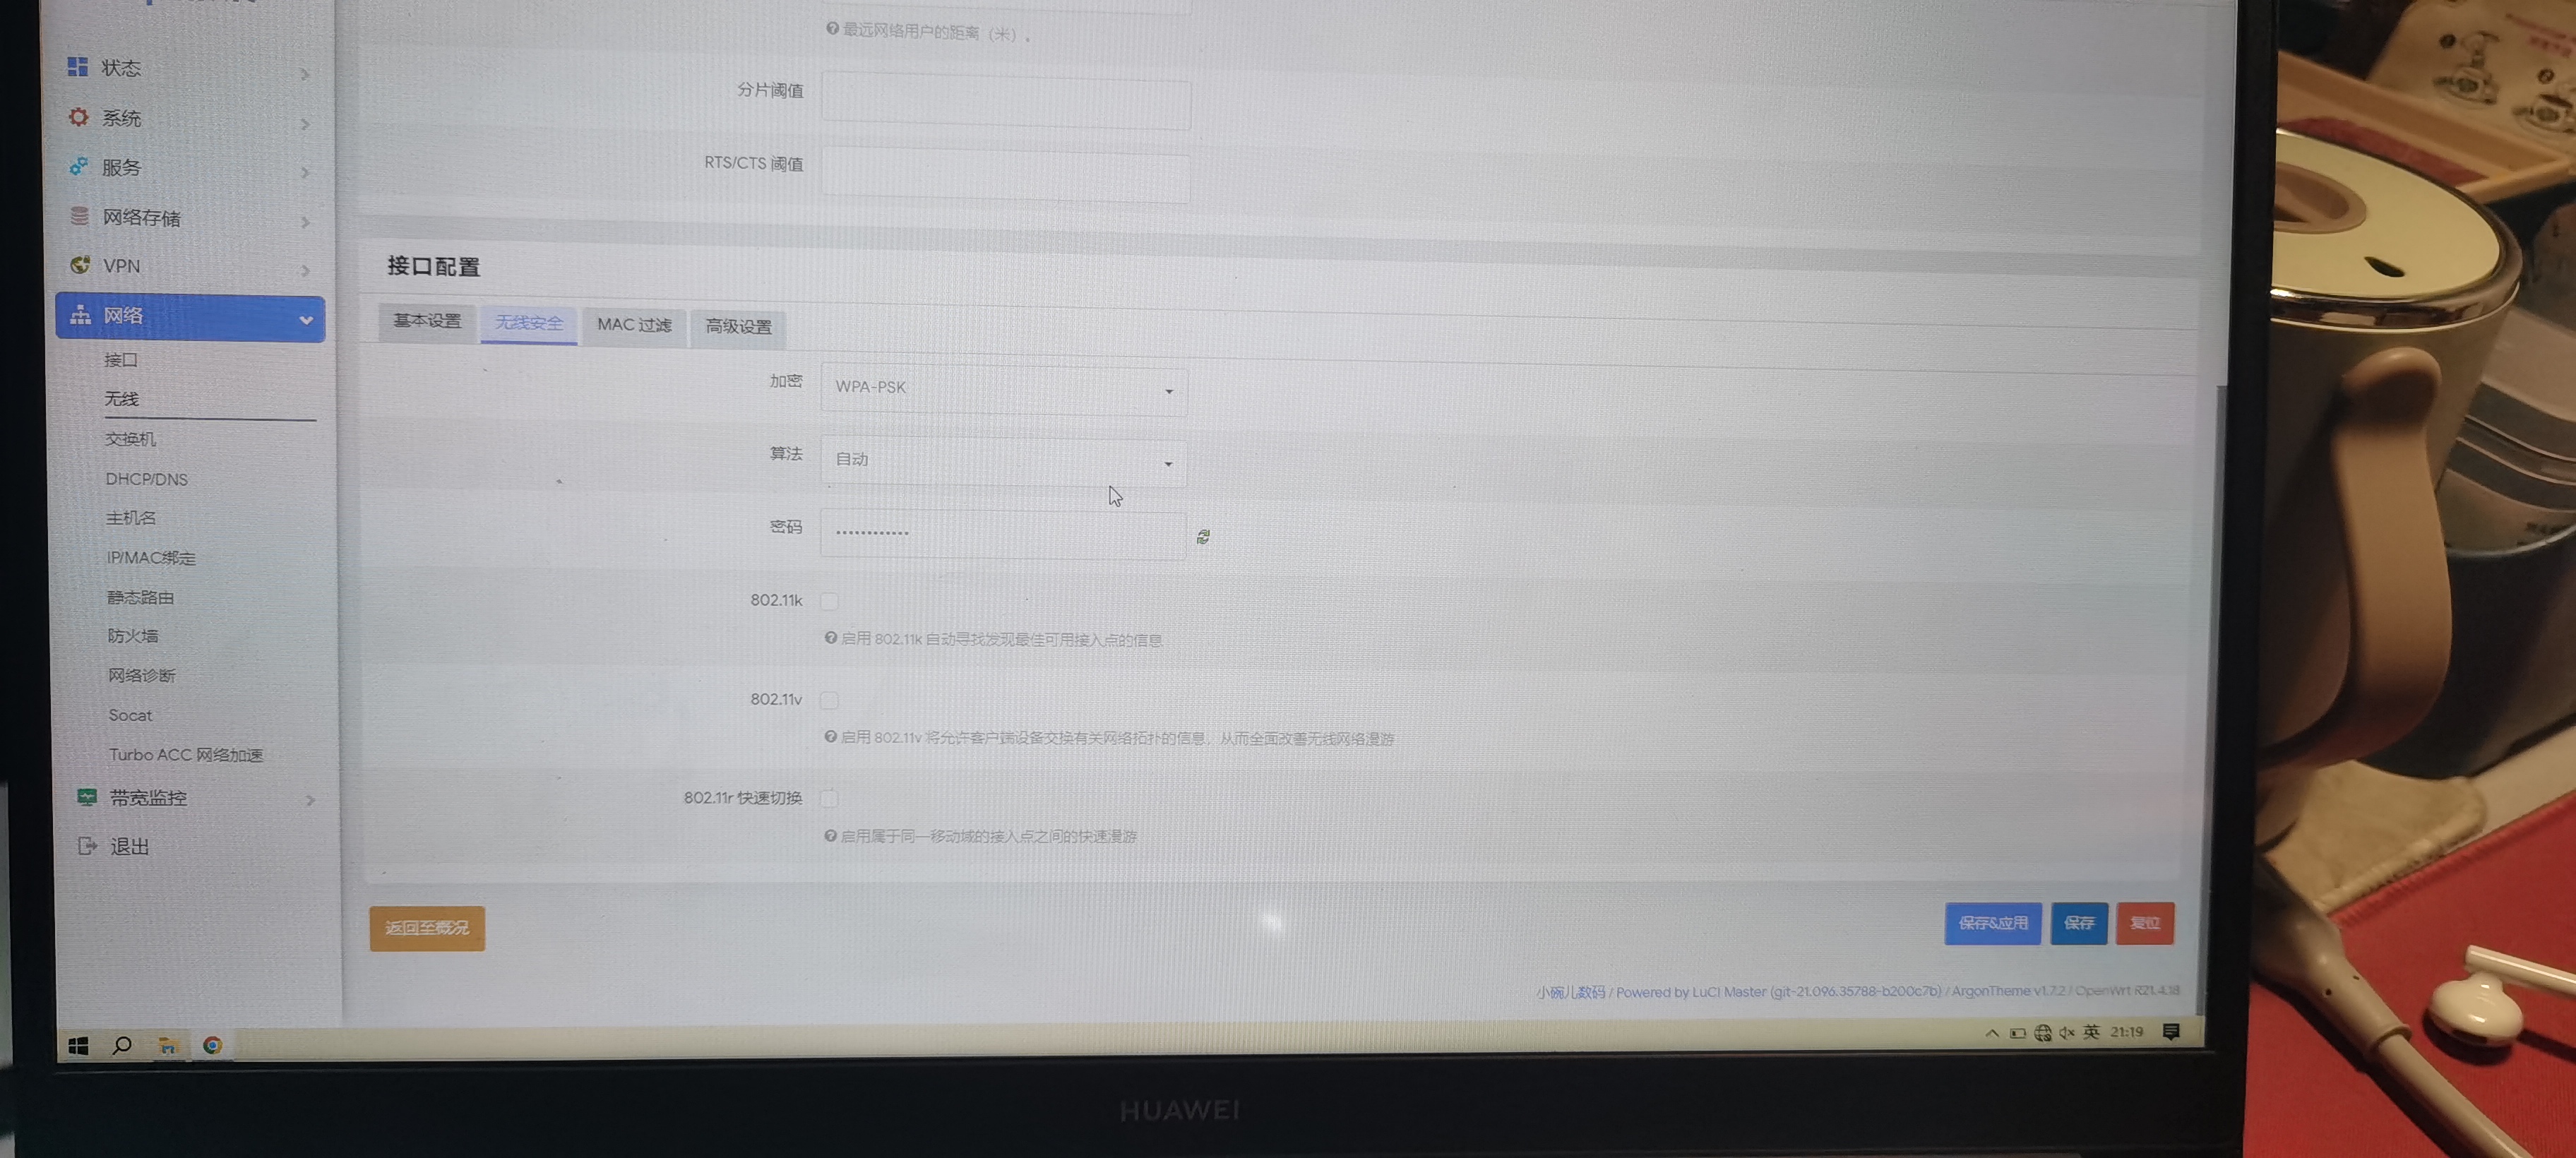 最远网络用户的距离（米）。
状态
系统
服务
网络存储
VPN
网络
接口
无线
交换机
DHCP/DNS
主机名
IP/MAC绑定
静态路由
防火墙
网络诊断
Socat
Turbo ACC 网络加速
带宽监控
退出
分片阈值
RTS/CTS 阈值
接口配置
基本设置 无线安全 MAC 过滤 高级设置
加密 WPA-PSK
算法 自动
密码 ••••••••••••
802.11k
启用 802.11k 自动寻找发现最佳可用接入点的信息
802.11v
启用 802.11v 将允许客户端设备交换有关网络拓扑的信息，从而全面改善无线网络漫游
802.11r 快速切换
启用属于同一移动域的接入点之间的快速漫游
返回至概况 保存&应用 保存 复位
小碗儿数码 / Powered by LuCI Master (git-21.096.35788-b200c7b) / ArgonTheme v1.7.2 / OpenWrt R21.4.18
英 21:19
HUAWEI